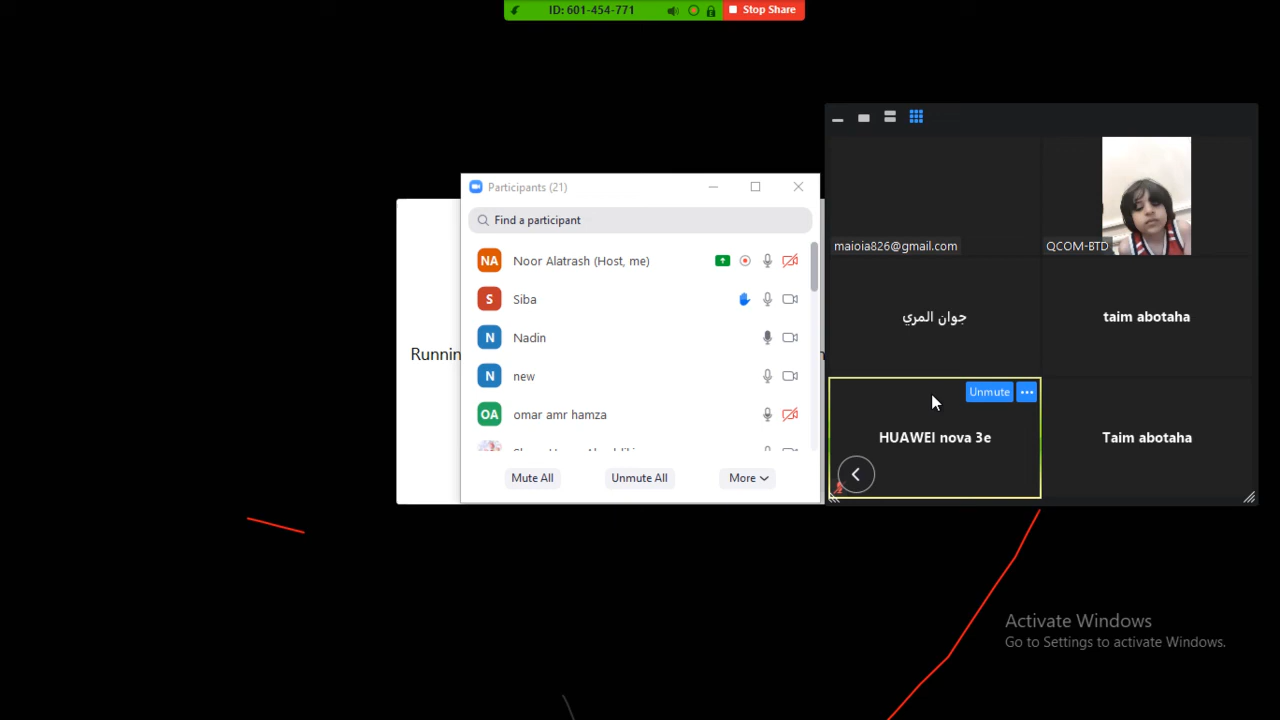 ID: 601-454-771
Stop Share
Participants (21)
Find a participant
NA Noor Alatrash (Host, me)
S Siba
N Nadin
N new
OA omar amr hamza
Mute All
Unmute All
More
Runnin
maioia826@gmail.com
QCOM-BTD
جوان المري
taim abotaha
Unmute
HUAWEI nova 3e
Taim abotaha
Activate Windows
Go to Settings to activate Windows.